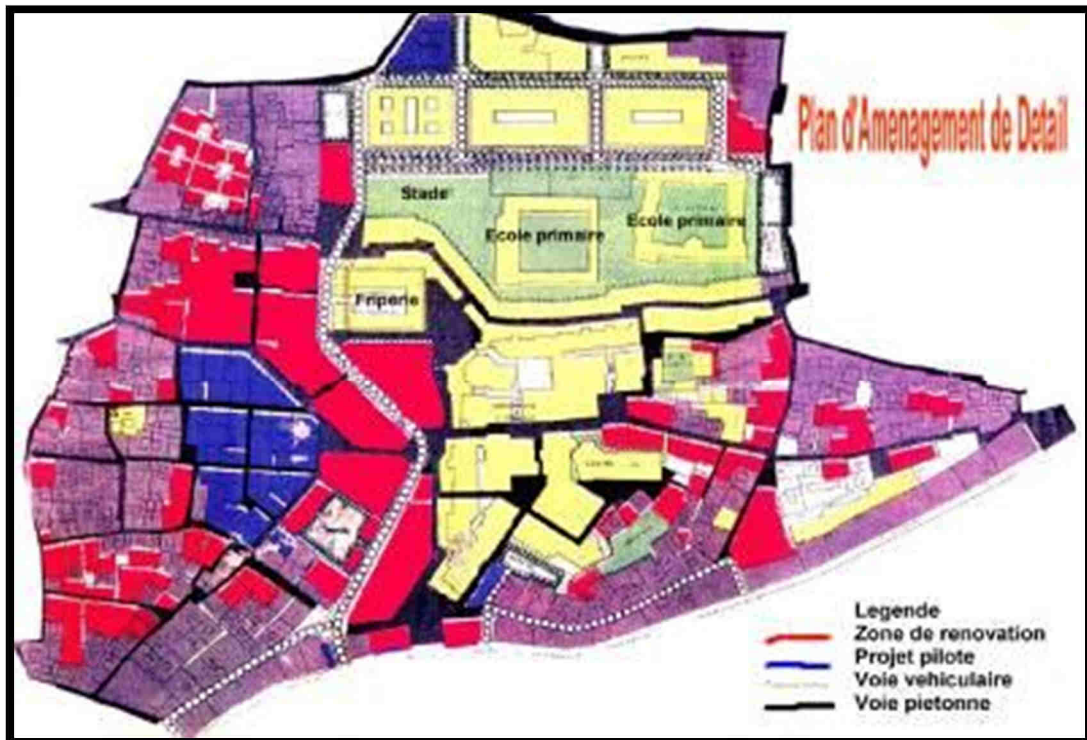 Plan d'Amenagement de Detail
Stade
Ecole primaire
Ecole primaire
Friperie
Legende
Zone de renovation
Projet pilote
Voie vehiculaire
Voie pietonne